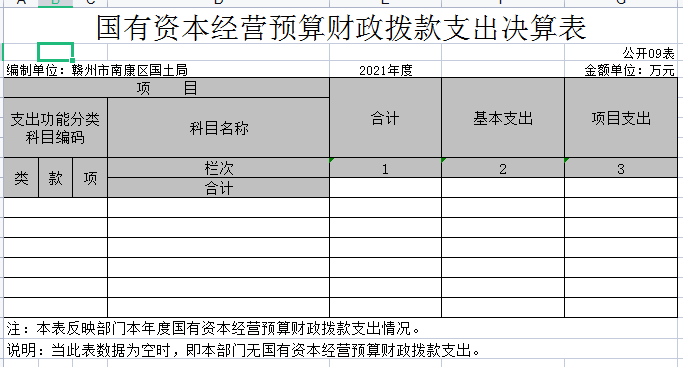 国有资本经营预算财政拨款支出决算表
公开09表
编制单位：赣州市南康区国土局 2021年度 金额单位：万元
项 目
支出功能分类科目编码 科目名称 合计 基本支出 项目支出
类 款 项 栏次 1 2 3
合计
注：本表反映部门本年度国有资本经营预算财政拨款支出情况。
说明：当此表数据为空时，即本部门无国有资本经营预算财政拨款支出。